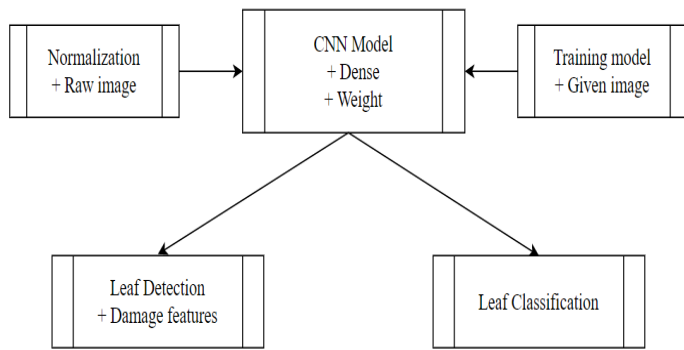 Normalization
+ Raw image
CNN Model
+ Dense
+ Weight
Training model
+ Given image
Leaf Detection
+ Damage features
Leaf Classification